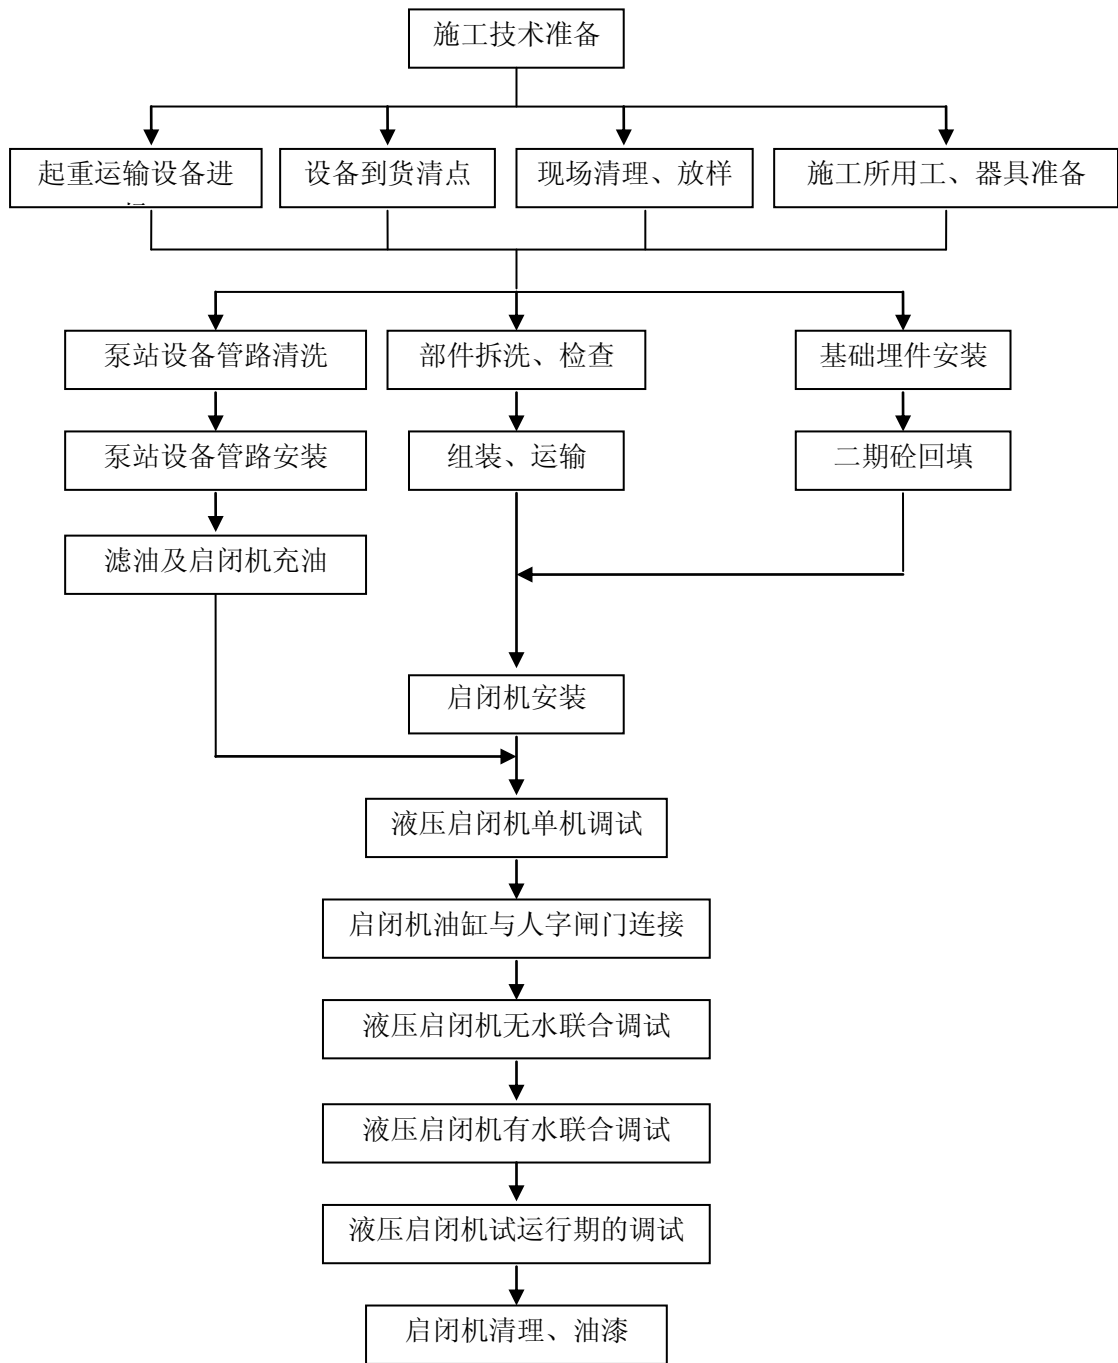 施工技术准备
起重运输设备进
设备到货清点
现场清理、放样
施工所用工、器具准备
泵站设备管路清洗
部件拆洗、检查
基础埋件安装
泵站设备管路安装
组装、运输
二期砼回填
滤油及启闭机充油
启闭机安装
液压启闭机单机调试
启闭机油缸与人字闸门连接
液压启闭机无水联合调试
液压启闭机有水联合调试
液压启闭机试运行期的调试
启闭机清理、油漆